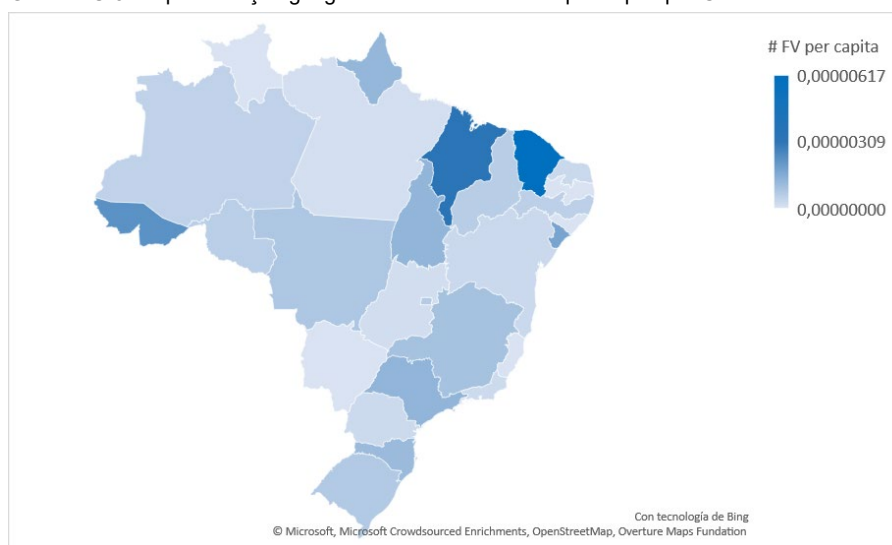 # FV per capita
0,00000617
0,00000309
0,00000000
Con tecnología de Bing
© Microsoft, Microsoft Crowdsourced Enrichments, OpenStreetMap, Overture Maps Fundation